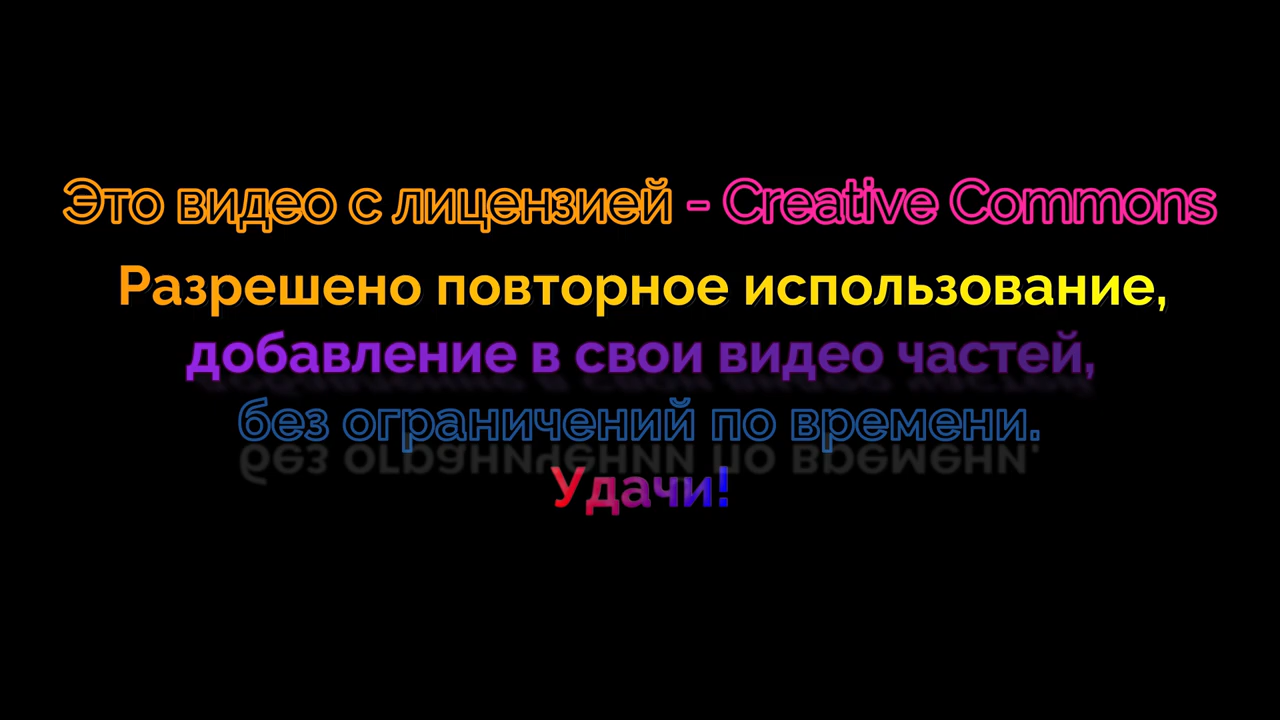 Это видео с лицензией - Creative Commons
Разрешено повторное использование,
добавление в свои видео частей,
без ограничений по времени.
Удачи!